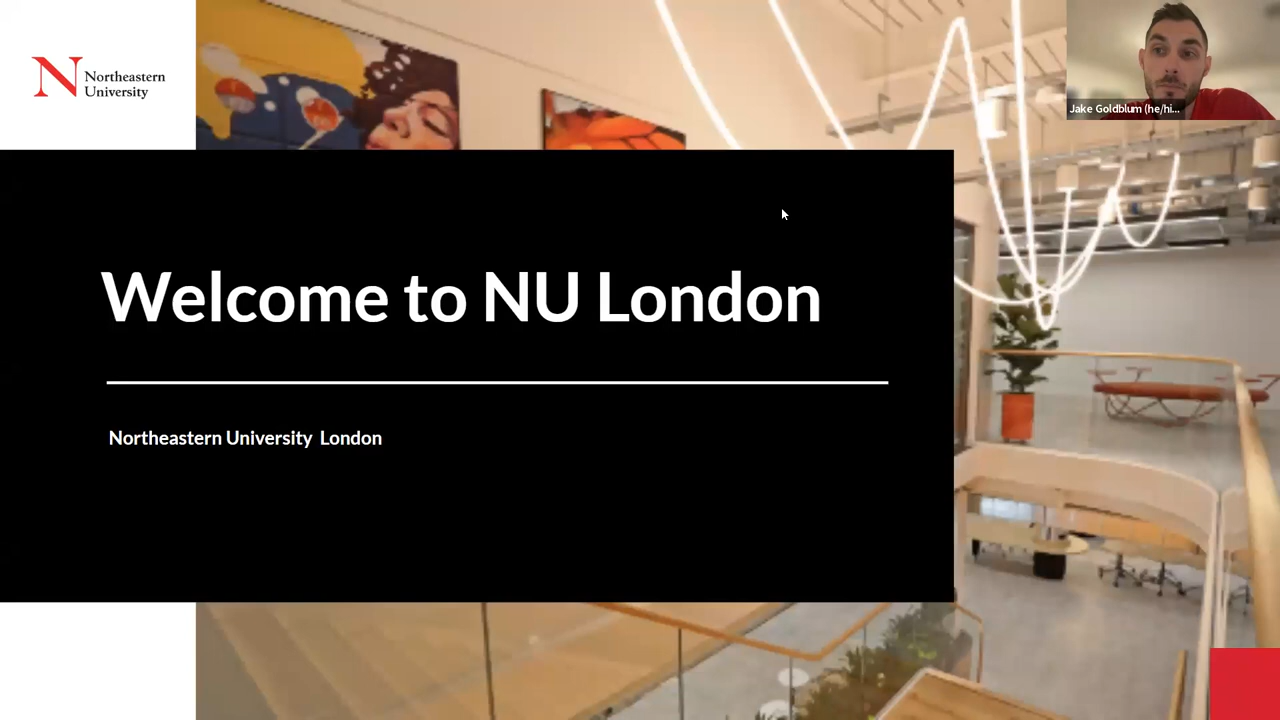 Northeastern
University
Jake Goldblum (he/hi...
Welcome to NU London
Northeastern University London